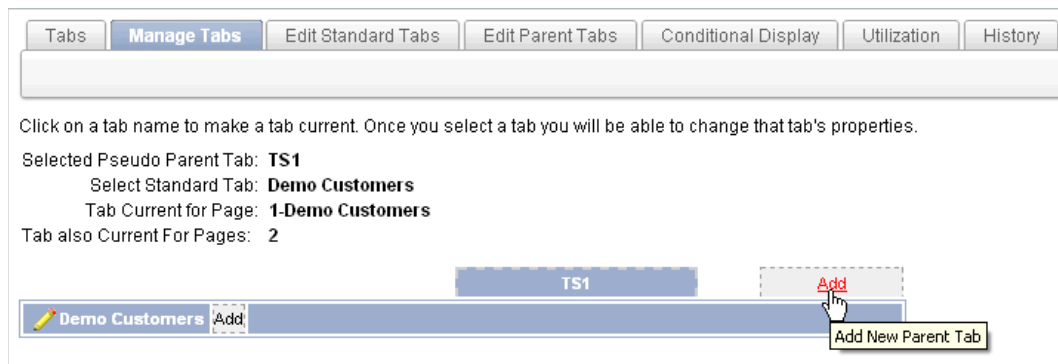 Tabs Manage Tabs Edit Standard Tabs Edit Parent Tabs Conditional Display Utilization History
Click on a tab name to make a tab current. Once you select a tab you will be able to change that tab's properties.
Selected Pseudo Parent Tab: TS1
Select Standard Tab: Demo Customers
Tab Current for Page: 1-Demo Customers
Tab also Current For Pages: 2
TS1 Add
Demo Customers Add
Add New Parent Tab